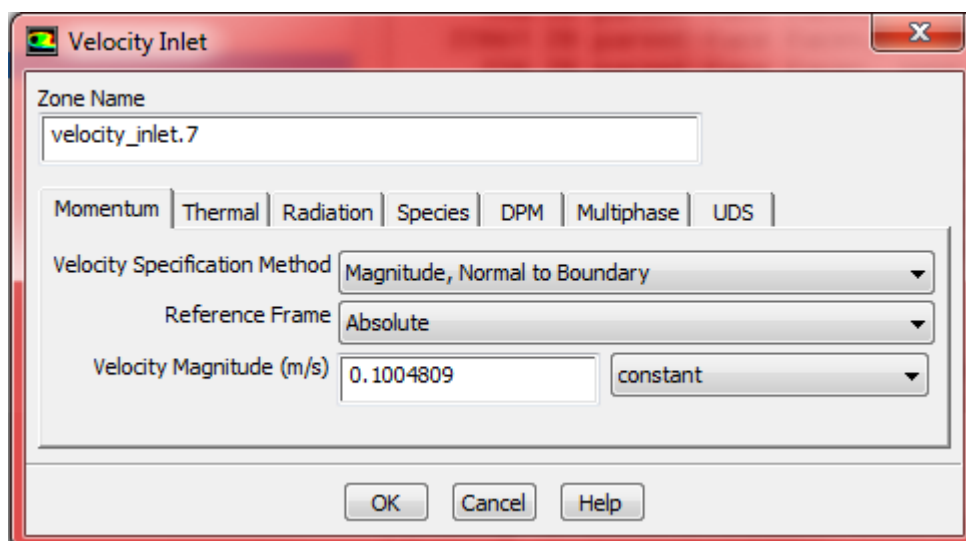 Velocity Inlet
Zone Name
velocity_inlet.7
Momentum Thermal Radiation Species DPM Multiphase UDS
Velocity Specification Method Magnitude, Normal to Boundary
Reference Frame Absolute
Velocity Magnitude (m/s) 0.1004809 constant
OK Cancel Help